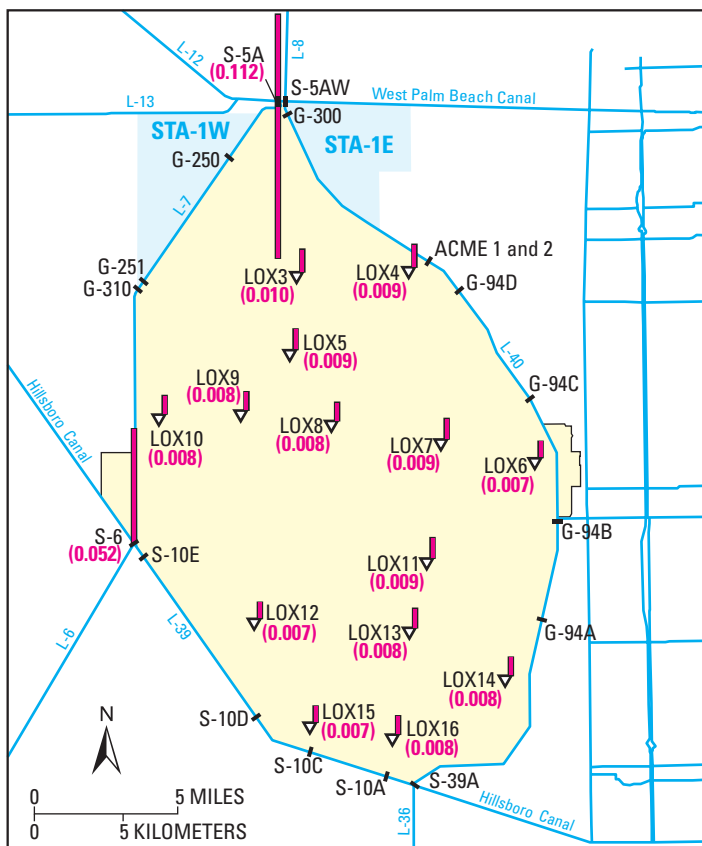 L-12
S-5A
(0.112)
L-8
S-5AW
L-13
West Palm Beach Canal
G-300
STA-1W
STA-1E
G-250
L-7
ACME 1 and 2
G-251
G-310
LOX3
(0.010)
LOX4
(0.009)
G-94D
LOX5
(0.009)
L-40
LOX9
(0.008)
G-94C
Hillsboro Canal
LOX10
(0.008)
LOX8
(0.008)
LOX7
(0.009)
LOX6
(0.007)
S-6
(0.052)
S-10E
G-94B
LOX11
(0.009)
L-6
L-39
LOX12
(0.007)
LOX13
(0.008)
G-94A
LOX14
(0.008)
N
S-10D
LOX15
(0.007)
LOX16
(0.008)
S-10C
S-10A
S-39A
Hillsboro Canal
L-36
0 5 MILES
0 5 KILOMETERS